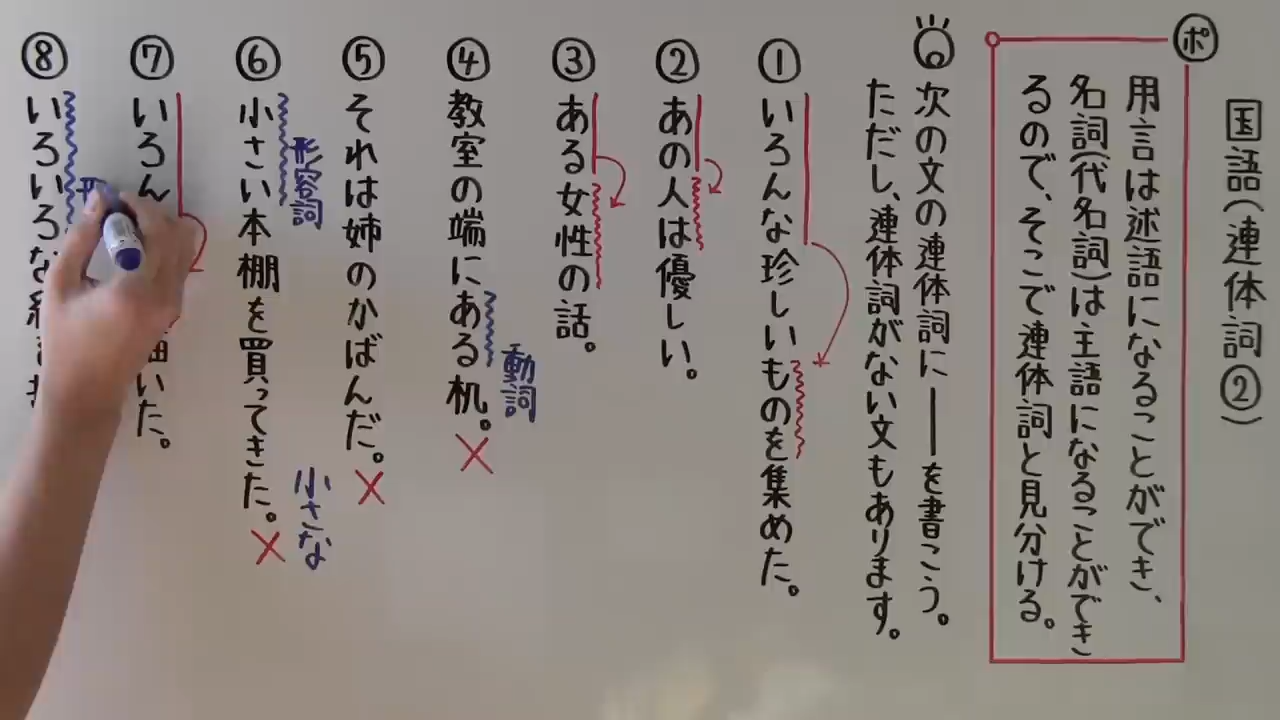 国語(連体詞②)
ポ
用言は述語になることができ、
名詞(代名詞)は主語になることができ
るので、そこで連体詞と見分ける。
次の文の連体詞に―を書こう。
ただし、連体詞がない文もあります。
① いろんな珍しいものを集めた。
② あの人は優しい。
③ ある女性の話。
④ 教室の端にある机。
動詞
⑤ それは姉のかばんだ。
⑥ 小さい本棚を買ってきた。
形容詞
小さな
⑦ いろん いた。
⑧ いろいろな